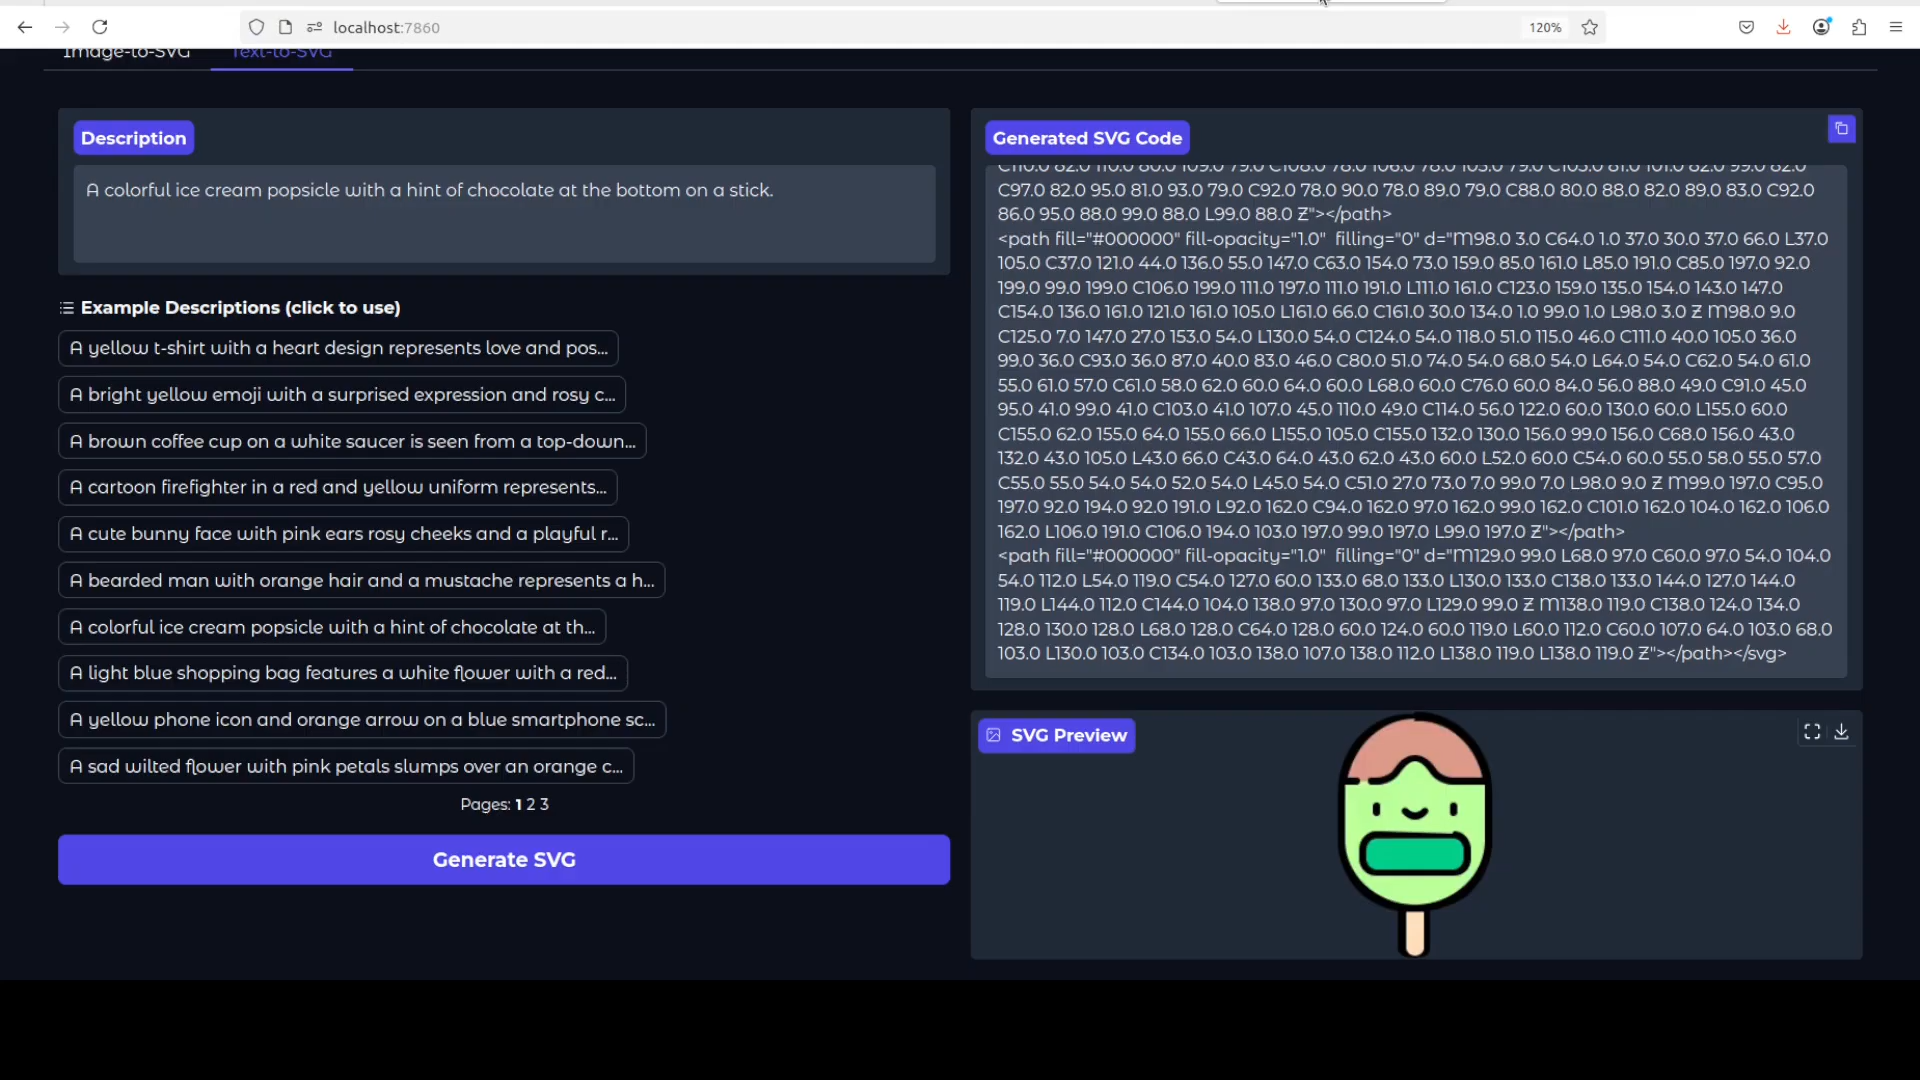 localhost:7860
120%
Image-to-SVG
Text-to-SVG
Description
A colorful ice cream popsicle with a hint of chocolate at the bottom on a stick.
Example Descriptions (click to use)
A yellow t-shirt with a heart design represents love and pos...
A bright yellow emoji with a surprised expression and rosy c...
A brown coffee cup on a white saucer is seen from a top-down...
A cartoon firefighter in a red and yellow uniform represents...
A cute bunny face with pink ears rosy cheeks and a playful r...
A bearded man with orange hair and a mustache represents a h...
A colorful ice cream popsicle with a hint of chocolate at th...
A light blue shopping bag features a white flower with a red...
A yellow phone icon and orange arrow on a blue smartphone sc...
A sad wilted flower with pink petals slumps over an orange c...
Pages: 1 2 3
Generate SVG
Generated SVG Code
C97.0 82.0 95.0 81.0 93.0 79.0 C92.0 78.0 90.0 78.0 89.0 79.0 C88.0 80.0 88.0 82.0 89.0 83.0 C92.0
86.0 95.0 88.0 99.0 88.0 L99.0 88.0 Z"></path>
<path fill="#000000" fill-opacity="1.0"  filling="0" d="M98.0 3.0 C64.0 1.0 37.0 30.0 37.0 66.0 L37.0
105.0 C37.0 121.0 44.0 136.0 55.0 147.0 C63.0 154.0 73.0 159.0 85.0 161.0 L85.0 191.0 C85.0 197.0 92.0
199.0 99.0 199.0 C106.0 199.0 111.0 197.0 111.0 191.0 L111.0 161.0 C123.0 159.0 135.0 154.0 143.0 147.0
C154.0 136.0 161.0 121.0 161.0 105.0 L161.0 66.0 C161.0 30.0 134.0 1.0 99.0 1.0 L98.0 3.0 Z M98.0 9.0
C125.0 7.0 147.0 27.0 153.0 54.0 L130.0 54.0 C124.0 54.0 118.0 51.0 115.0 46.0 C111.0 40.0 105.0 36.0
99.0 36.0 C93.0 36.0 87.0 40.0 83.0 46.0 C80.0 51.0 74.0 54.0 68.0 54.0 L64.0 54.0 C62.0 54.0 61.0
55.0 61.0 57.0 C61.0 58.0 62.0 60.0 64.0 60.0 L68.0 60.0 C76.0 60.0 84.0 56.0 88.0 49.0 C91.0 45.0
95.0 41.0 99.0 41.0 C103.0 41.0 107.0 45.0 110.0 49.0 C114.0 56.0 122.0 60.0 130.0 60.0 L155.0 60.0
C155.0 62.0 155.0 64.0 155.0 66.0 L155.0 105.0 C155.0 132.0 130.0 156.0 99.0 156.0 C68.0 156.0 43.0
132.0 43.0 105.0 L43.0 66.0 C43.0 64.0 43.0 62.0 43.0 60.0 L52.0 60.0 C54.0 60.0 55.0 58.0 55.0 57.0
C55.0 55.0 54.0 54.0 52.0 54.0 L45.0 54.0 C51.0 27.0 73.0 7.0 99.0 7.0 L98.0 9.0 Z M99.0 197.0 C95.0
197.0 92.0 194.0 92.0 191.0 L92.0 162.0 C94.0 162.0 97.0 162.0 99.0 162.0 C101.0 162.0 104.0 162.0 106.0
162.0 L106.0 191.0 C106.0 194.0 103.0 197.0 99.0 197.0 L99.0 197.0 Z"></path>
<path fill="#000000" fill-opacity="1.0"  filling="0" d="M129.0 99.0 L68.0 97.0 C60.0 97.0 54.0 104.0
54.0 112.0 L54.0 119.0 C54.0 127.0 60.0 133.0 68.0 133.0 L130.0 133.0 C138.0 133.0 144.0 127.0 144.0
119.0 L144.0 112.0 C144.0 104.0 138.0 97.0 130.0 97.0 L129.0 99.0 Z M138.0 119.0 C138.0 124.0 134.0
128.0 130.0 128.0 L68.0 128.0 C64.0 128.0 60.0 124.0 60.0 119.0 L60.0 112.0 C60.0 107.0 64.0 103.0 68.0
103.0 L130.0 103.0 C134.0 103.0 138.0 107.0 138.0 112.0 L138.0 119.0 L138.0 119.0 Z"></path></svg>
SVG Preview